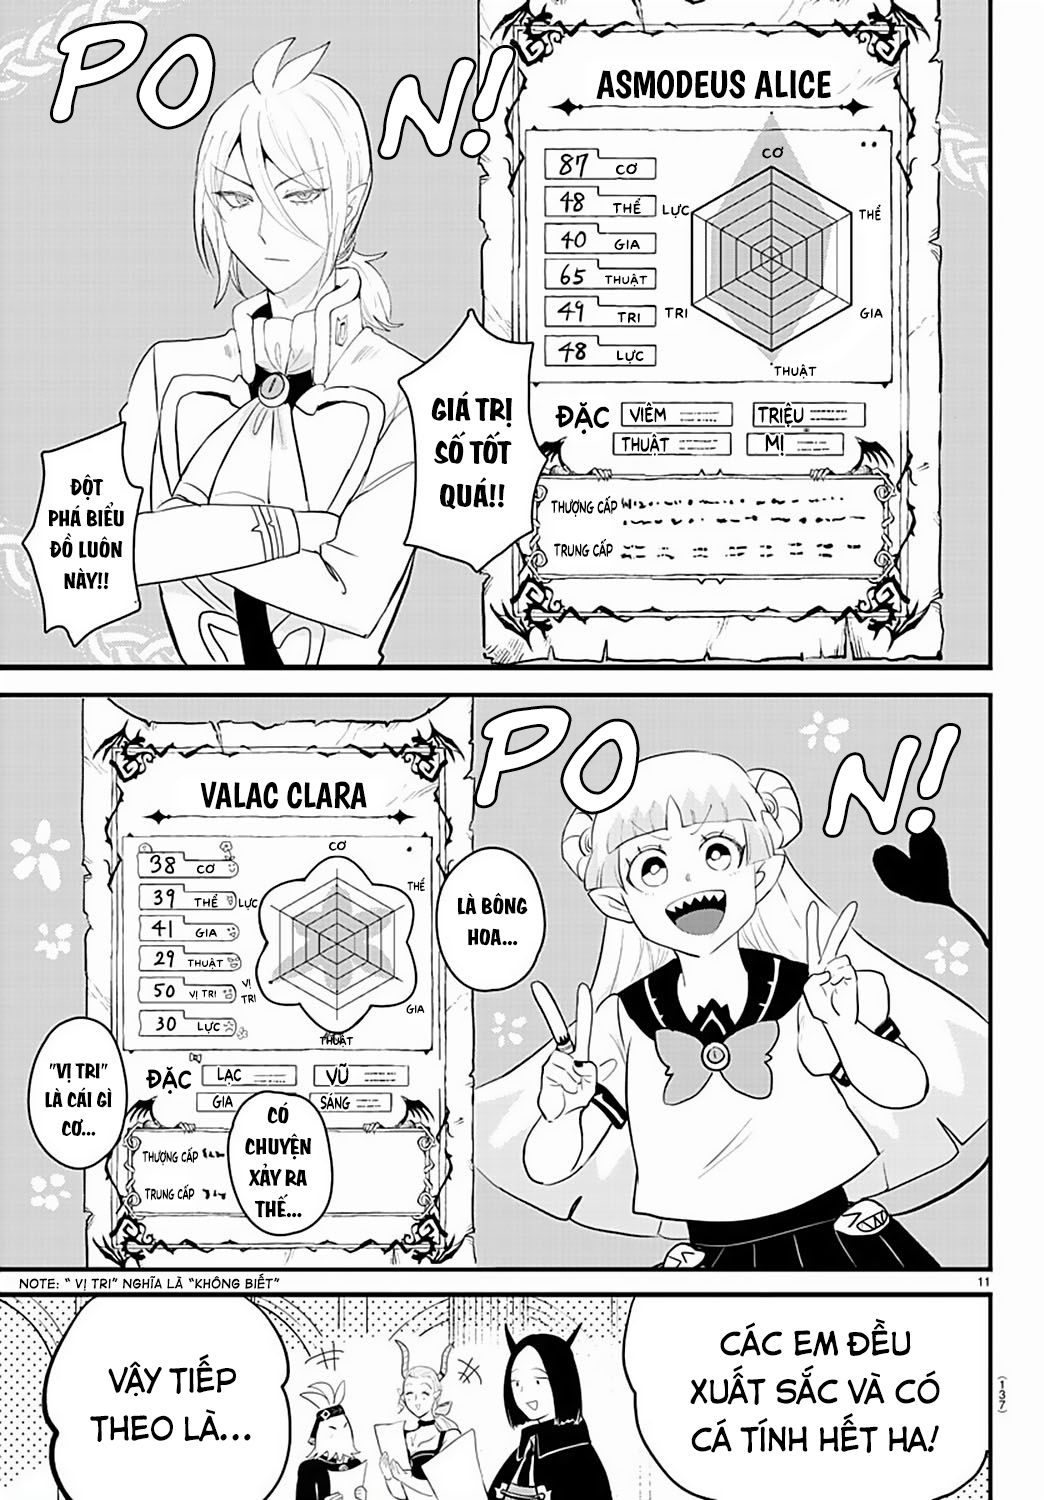 PO
N!
ASMODEUS ALICE
CƠ
87 CƠ
48 THỂ
LỰC
THỂ
40 GIA
65 THUẬT
49 TRI
TRI
GIA
48 LỰC
THUẬT
GIÁ TRỊ
SỐ TỐT
QUÁ!!
ĐẶC
VIÊM
TRIỆU
THUẬT
MỊ
THƯỢNG CẤP
TRUNG CẤP
ĐỘT
PHÁ BIỂU
ĐỒ LUÔN
NÀY!!
PO
N!
VALAC CLARA
CƠ
38 CƠ
39 THỂ
LỰC
THỂ
41 GIA
29 THUẬT
50 VỊ TRI
VỊ
TRI
GIA
30 LỰC
THUẬT
LÀ BÔNG
HOA...
"VỊ TRI"
LÀ CÁI GÌ
CƠ...
ĐẶC
LẠC
VŨ
GIA
SÁNG
CÓ
CHUYỆN
XẢY RA
THẾ...
THƯỢNG CẤP
TRUNG CẤP
NOTE: " VỊ TRI" NGHĨA LÀ "KHÔNG BIẾT"
11
CÁC EM ĐỀU
XUẤT SẮC VÀ CÓ
CÁ TÍNH HẾT HA!
(137)
VẬY TIẾP
THEO LÀ...